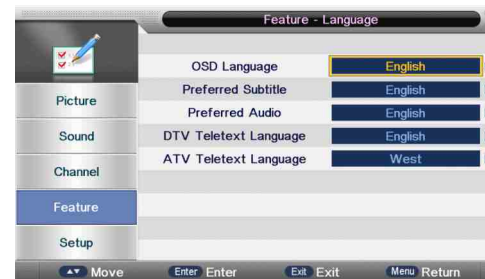 Feature - Language
OSD Language English
Preferred Subtitle English
Preferred Audio English
DTV Teletext Language English
ATV Teletext Language West
Picture
Sound
Channel
Feature
Setup
Move Enter Enter Exit Exit Menu Return